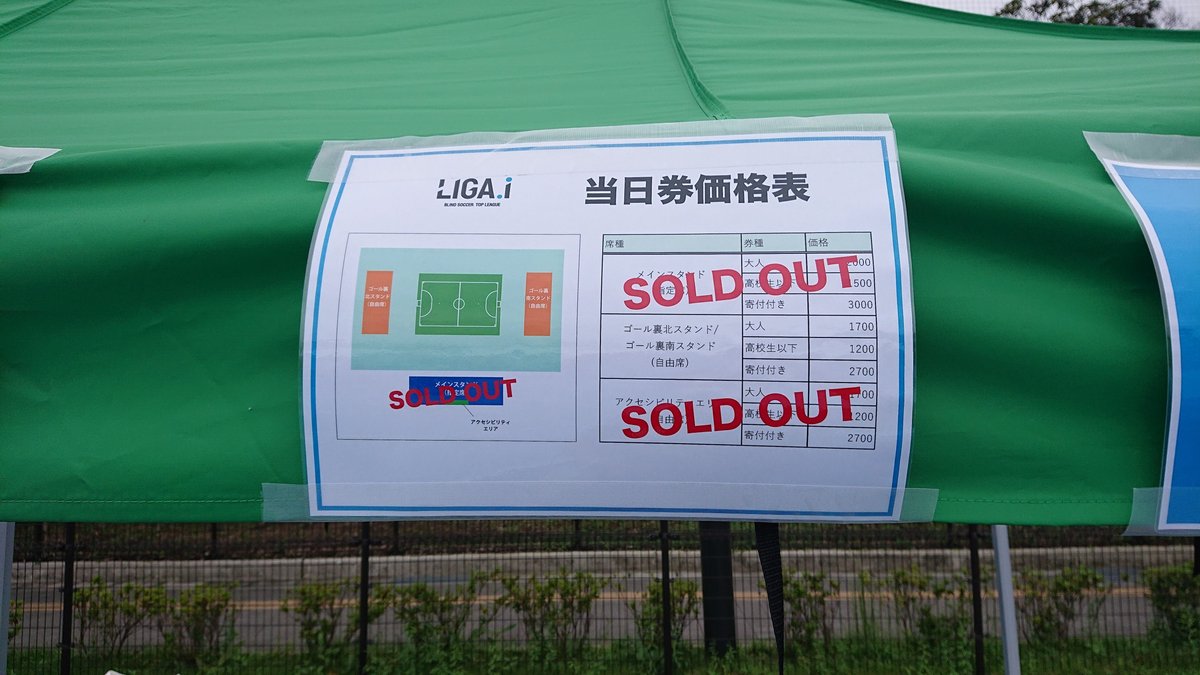 LIGA.i
BLIND SOCCER TOP LEAGUE
当日券価格表
ゴール裏
北スタンド
(自由席)
ゴール裏
南スタンド
(自由席)
メインスタンド
SOLD OUT
アクセシビリティ
エリア
席種 券種 価格
メインスタンド
SOLD OUT
大人
高校生以下 1500
寄付付き 3000
ゴール裏北スタンド/
ゴール裏南スタンド
(自由席)
大人 1700
高校生以下 1200
寄付付き 2700
アクセシビリティエリ
SOLD OUT
大人
高校生以下 1200
寄付付き 2700